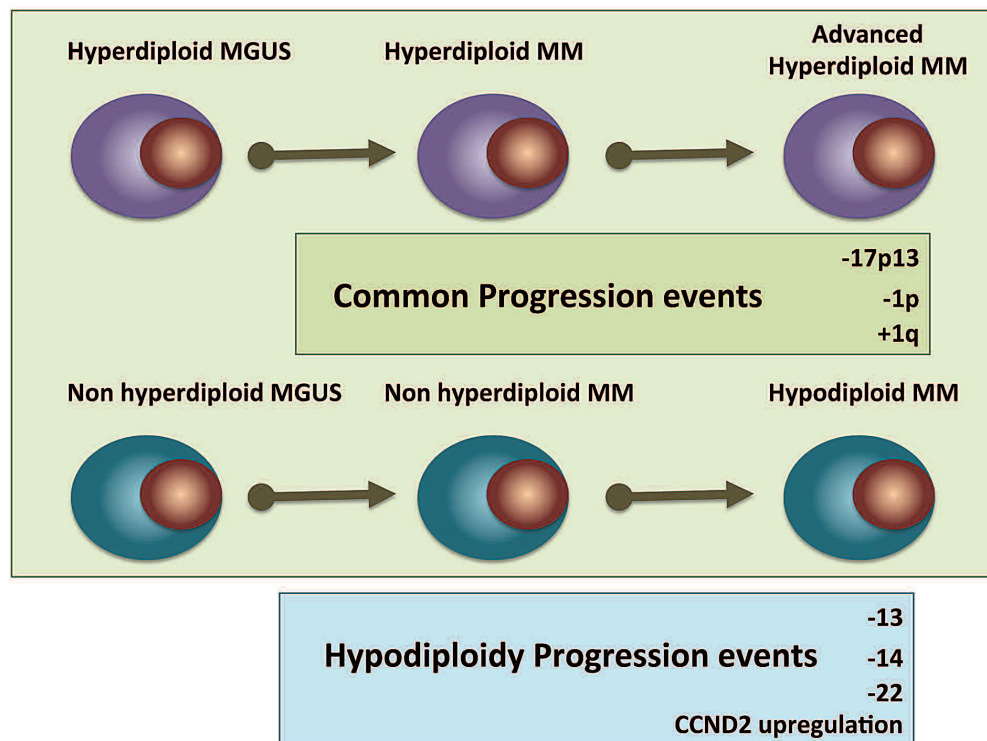 Hyperdiploid MGUS
Hyperdiploid MM
Advanced
Hyperdiploid MM
Common Progression events
-17p13
-1p
+1q
Non hyperdiploid MGUS
Non hyperdiploid MM
Hypodiploid MM
Hypodiploidy Progression events
-13
-14
-22
CCND2 upregulation